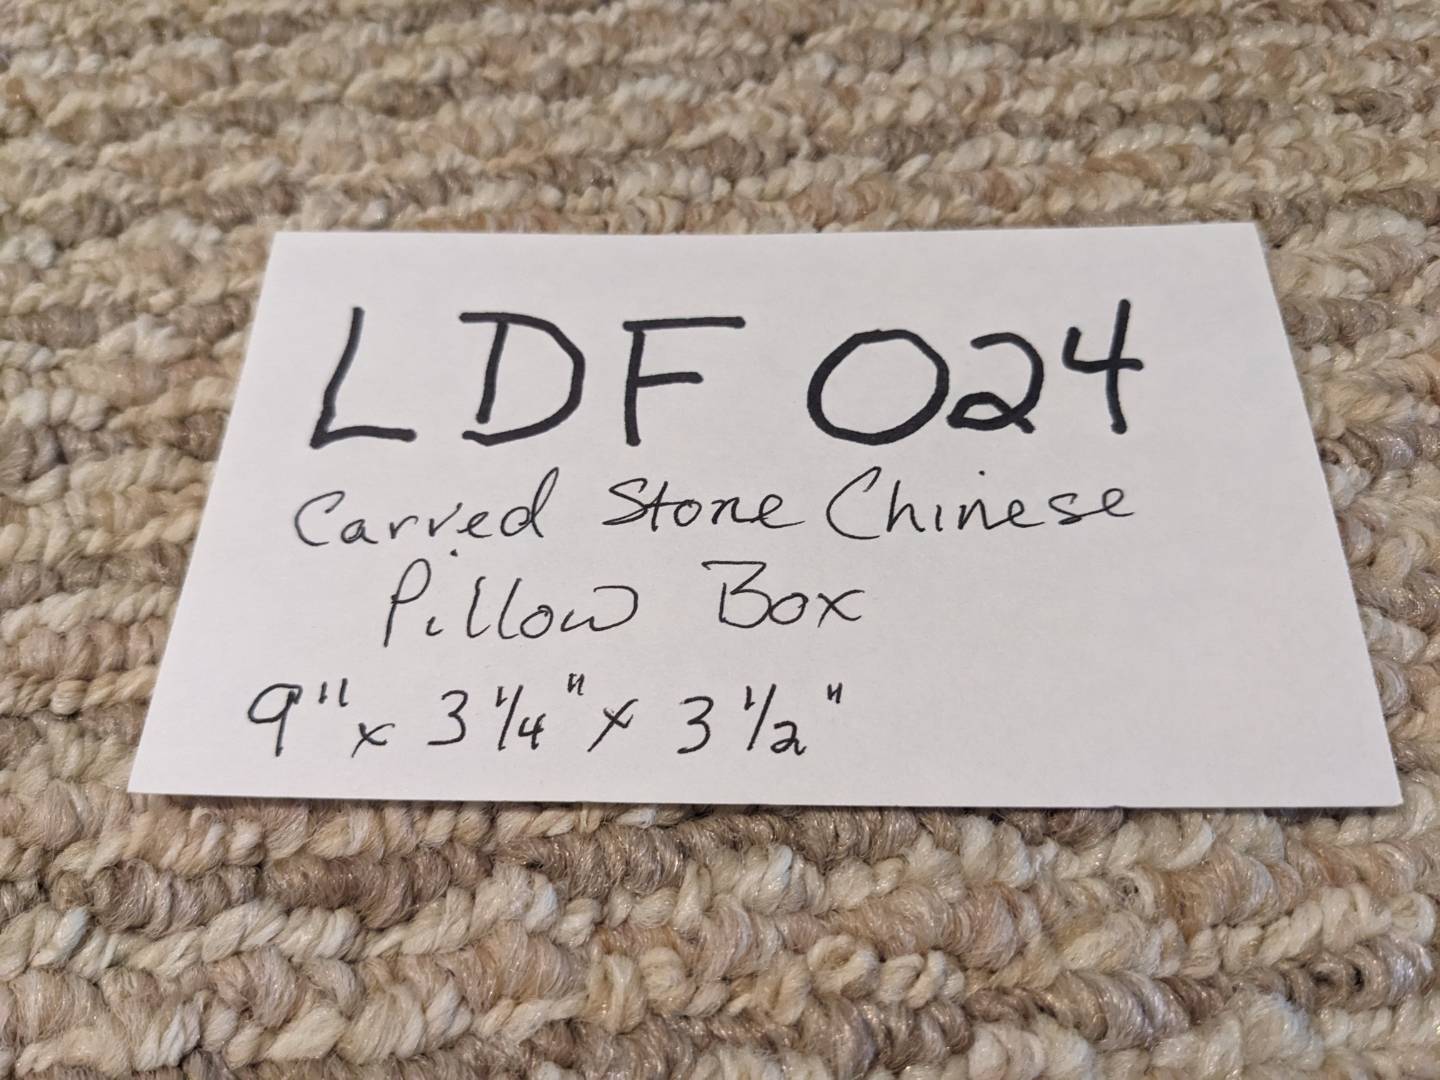 LDF 024
Carved Stone Chinese
Pillow Box
9" x 3 1/4" x 3 1/2"